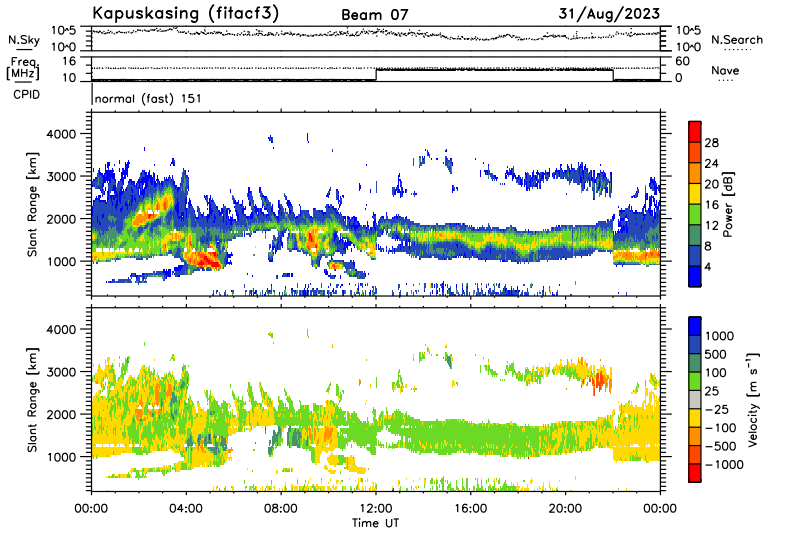 Kapuskasing (fitacf3) Beam 07 31/Aug/2023
N.Sky 10^5 10^0 10^5 10^0 N.Search
Freq. [MHz] 16 10 60 0 Nave
CPID normal (fast) 151
Slant Range [km] 4000 3000 2000 1000
28 24 20 16 12 8 4 Power [dB]
Slant Range [km] 4000 3000 2000 1000
1000 500 100 25 −25 −100 −500 −1000 Velocity [m s⁻¹]
00:00 04:00 08:00 12:00 16:00 20:00 00:00
Time UT